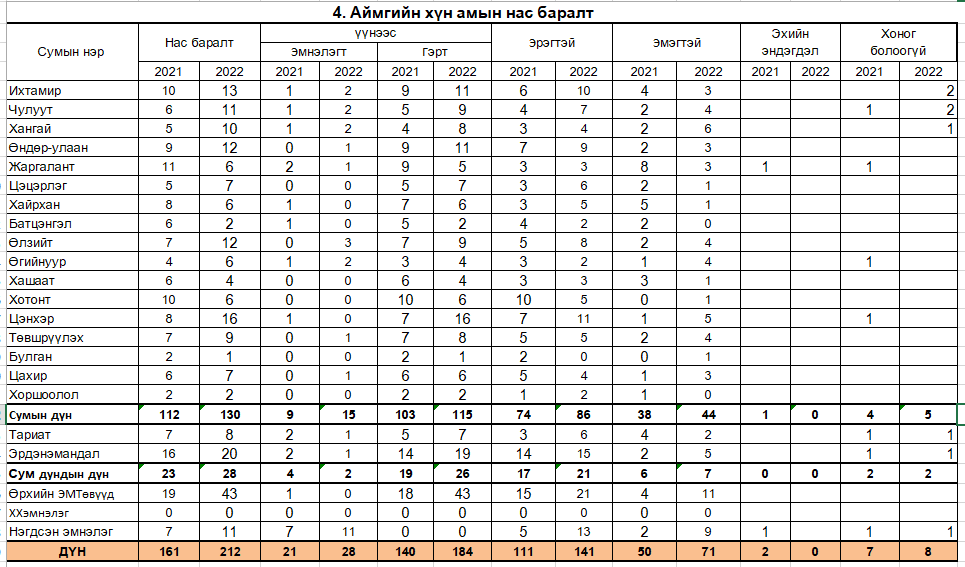 4. Аймгийн хүн амын нас баралт
Сумын нэр Нас баралт үүнээс Эрэгтэй Эмэгтэй Эхийн эндэгдэл Хоног болоогүй
Эмнэлэгт Гэрт
2021 2022 2021 2022 2021 2022 2021 2022 2021 2022 2021 2022 2021 2022
Ихтамир 10 13 1 2 9 11 6 10 4 3 2
Чулуут 6 11 1 2 5 9 4 7 2 4 1 2
Хангай 5 10 1 2 4 8 3 4 2 6 1
Өндөр-улаан 9 12 0 1 9 11 7 9 2 3
Жаргалант 11 6 2 1 9 5 3 3 8 3 1 1
Цэцэрлэг 5 7 0 0 5 7 3 6 2 1
Хайрхан 8 6 1 0 7 6 3 5 5 1
Батцэнгэл 6 2 1 0 5 2 4 2 2 0
Өлзийт 7 12 0 3 7 9 5 8 2 4
Өгийнуур 4 6 1 2 3 4 3 2 1 4 1
Хашаат 6 4 0 0 6 4 3 3 3 1
Хотонт 10 6 0 0 10 6 10 5 0 1
Цэнхэр 8 16 1 0 7 16 7 11 1 5 1
Төвшрүүлэх 7 9 0 1 7 8 5 5 2 4
Булган 2 1 0 0 2 1 2 0 0 1
Цахир 6 7 0 1 6 6 5 4 1 3
Хоршоолол 2 2 0 0 2 2 1 2 1 0
Сумын дүн 112 130 9 15 103 115 74 86 38 44 1 0 4 5
Тариат 7 8 2 1 5 7 3 6 4 2 1 1
Эрдэнэмандал 16 20 2 1 14 19 14 15 2 5 1 1
Сум дундын дүн 23 28 4 2 19 26 17 21 6 7 0 0 2 2
Өрхийн ЭМТөвүүд 19 43 1 0 18 43 15 21 4 11
ХХэмнэлэг 0 0 0 0 0 0 0 0 0 0
Нэгдсэн эмнэлэг 7 11 7 11 0 0 5 13 2 9 1 1 1
ДҮН 161 212 21 28 140 184 111 141 50 71 2 0 7 8